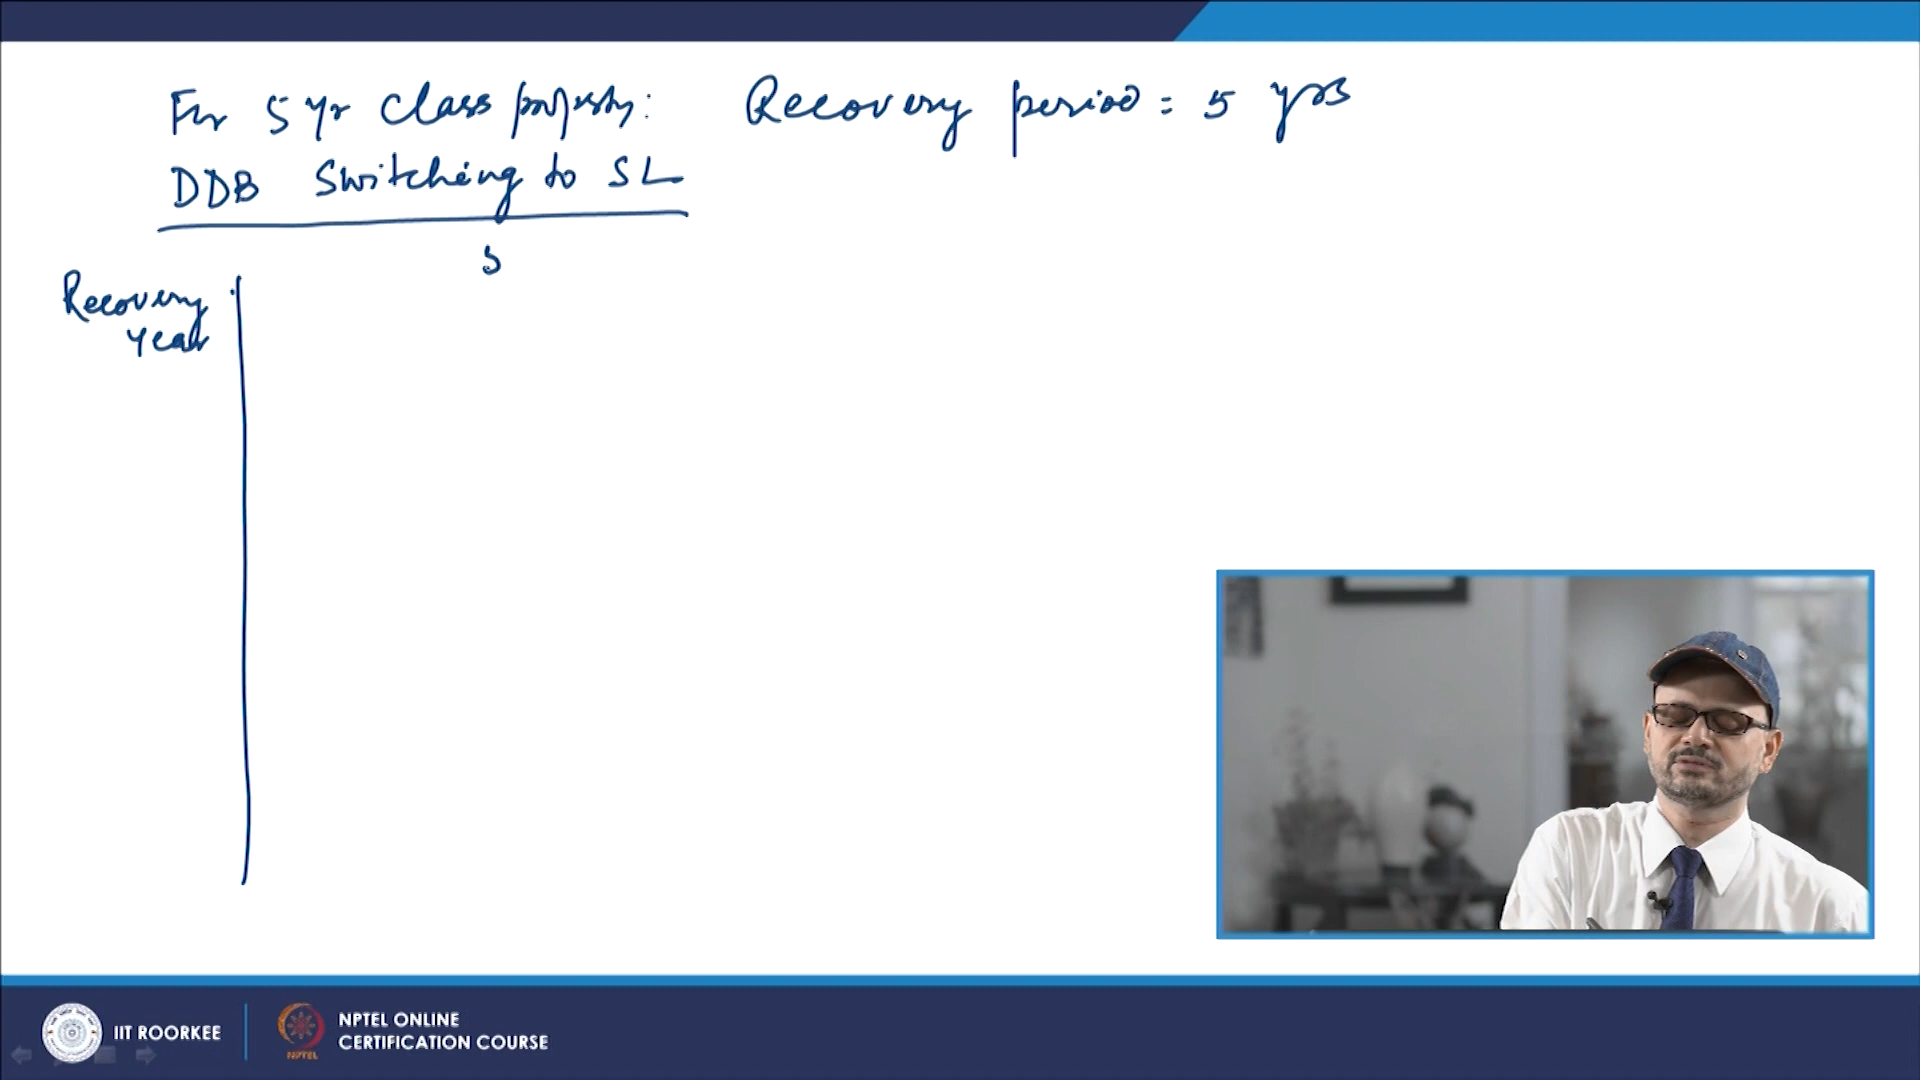 For 5 yr class property: Recovery period = 5 yrs
DDB Switching to SL
s
Recovery
Year
IIT ROORKEE
NPTEL ONLINE
CERTIFICATION COURSE
NPTEL